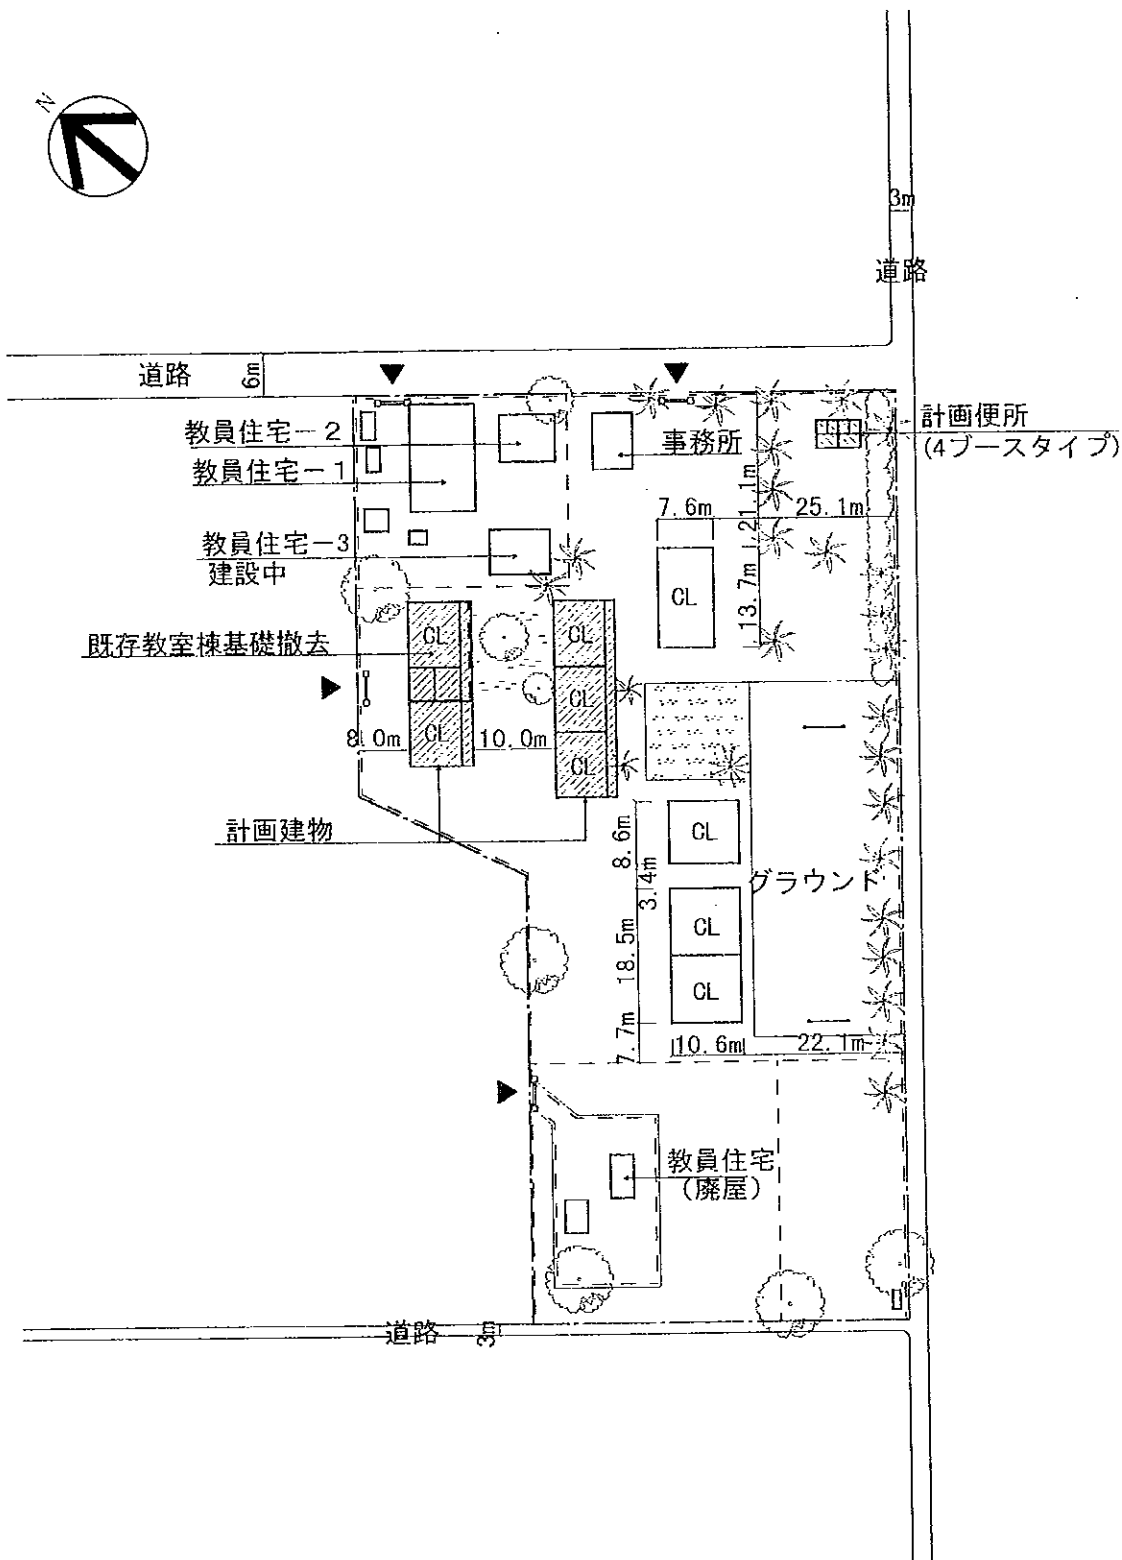 N
3m
道路
道路
6m
教員住宅－2
事務所
計画便所
(4ブースタイプ)
教員住宅－1
7.6m
21.1m
25.1m
教員住宅－3
建設中
CL
13.7m
既存教室棟基礎撤去
CL
CL
CL
CL
CL
8.0m
10.0m
計画建物
8.6m
CL
3.4m
グラウンド
18.5m
CL
CL
7.7m
10.6m
22.1m
教員住宅
(廃屋)
道路
3m